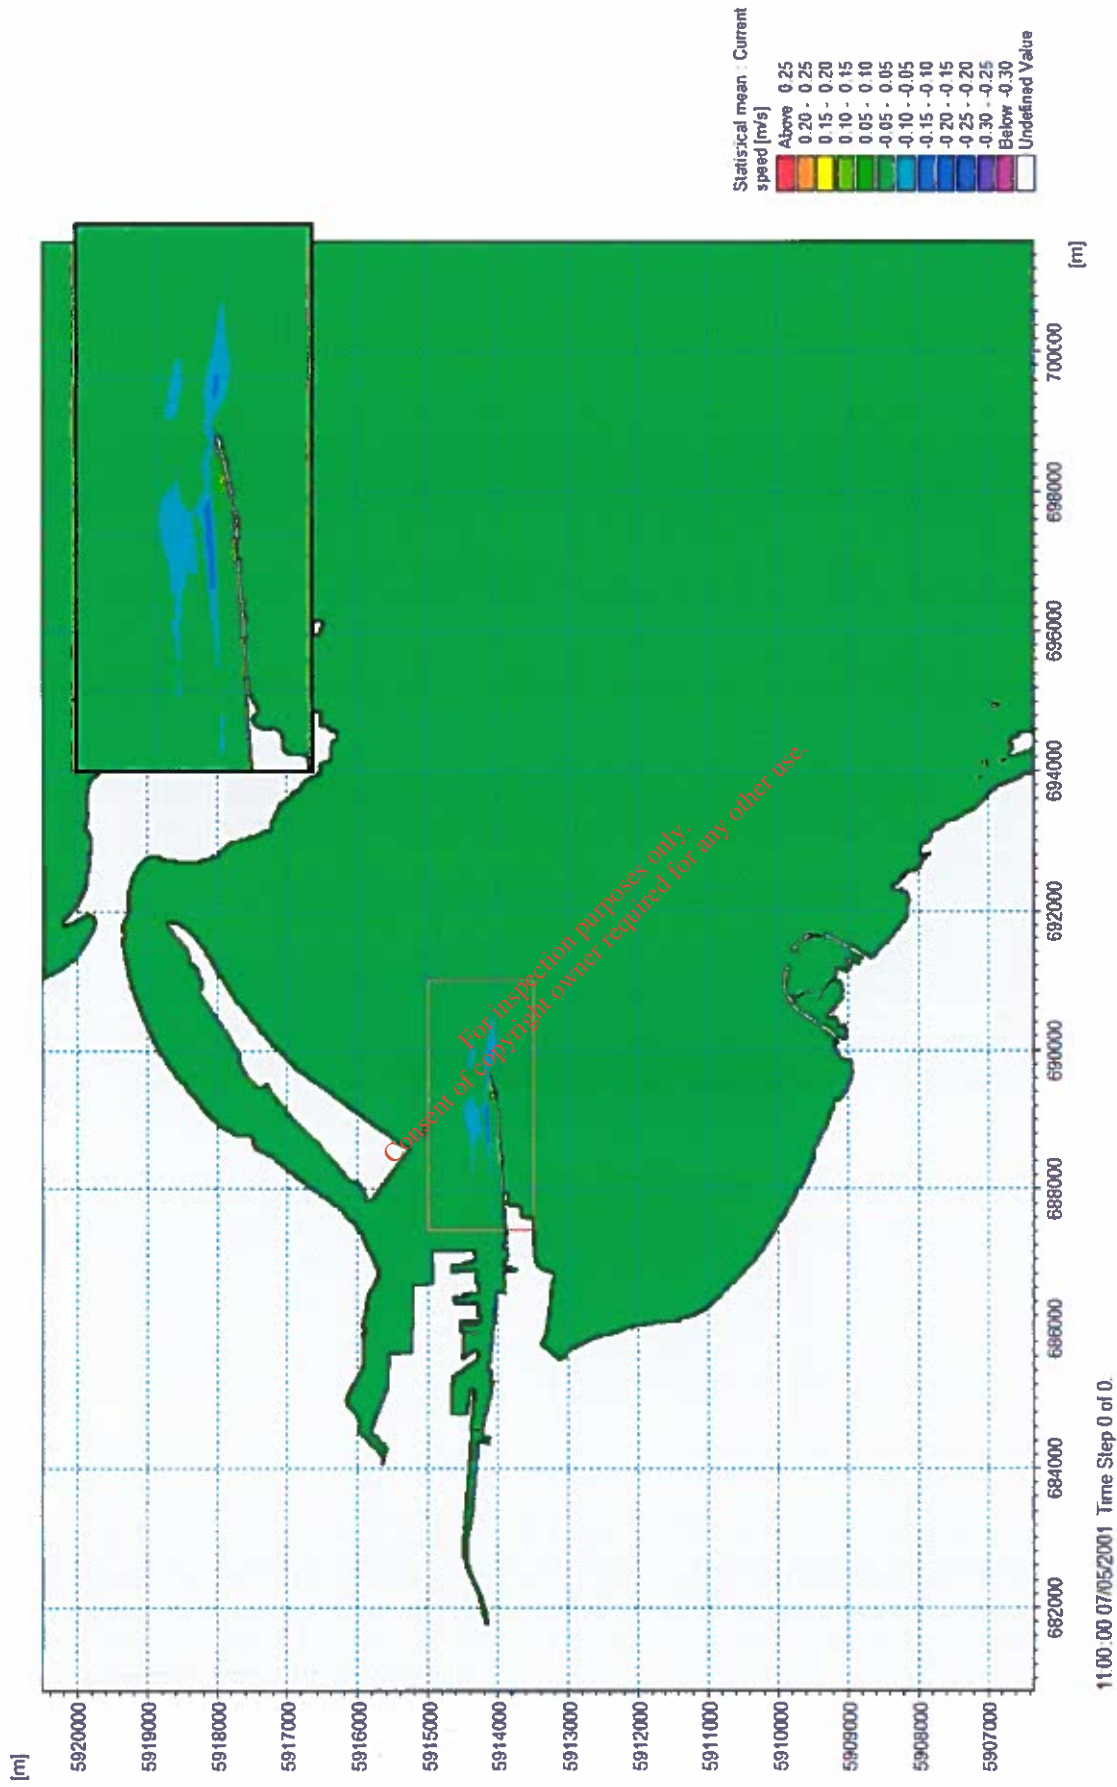 [m]
5920000
5919000
5918000
5917000
5916000
5915000
5914000
5913000
5912000
5911000
5910000
5909000
5908000
5907000
682000
684000
686000
688000
690000
692000
694000
696000
698000
700000
[m]
Statistical mean : Current
speed [m/s]
Above 0.25
0.20 - 0.25
0.15 - 0.20
0.10 - 0.15
0.05 - 0.10
-0.05 - 0.05
-0.10 - -0.05
-0.15 - -0.10
-0.20 - -0.15
-0.25 - -0.20
-0.30 - -0.25
Below -0.30
Undefined Value
For inspection purposes only.
Consent of copyright owner required for any other use.
11:00:00 07/05/2001 Time Step 0 of 0.